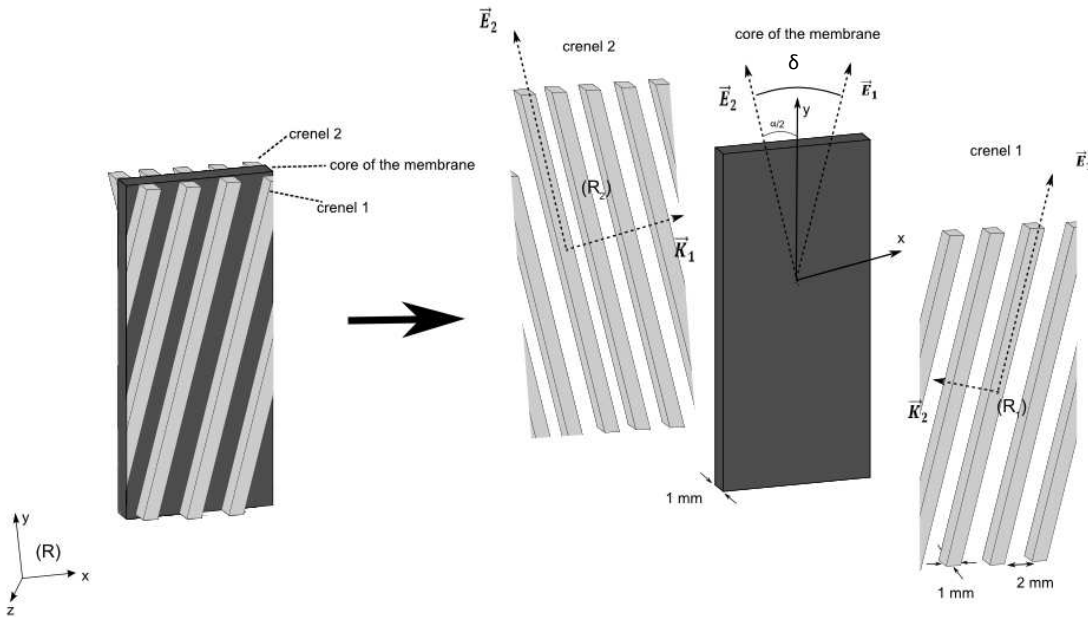 crenel 2
core of the membrane
crenel 1
y
(R)
x
z
E₂
crenel 2
(R₂)
K₁
core of the membrane
δ
E₂
E₁
α/2
y
x
1 mm
crenel 1
K₂
(R₁)
1 mm
2 mm